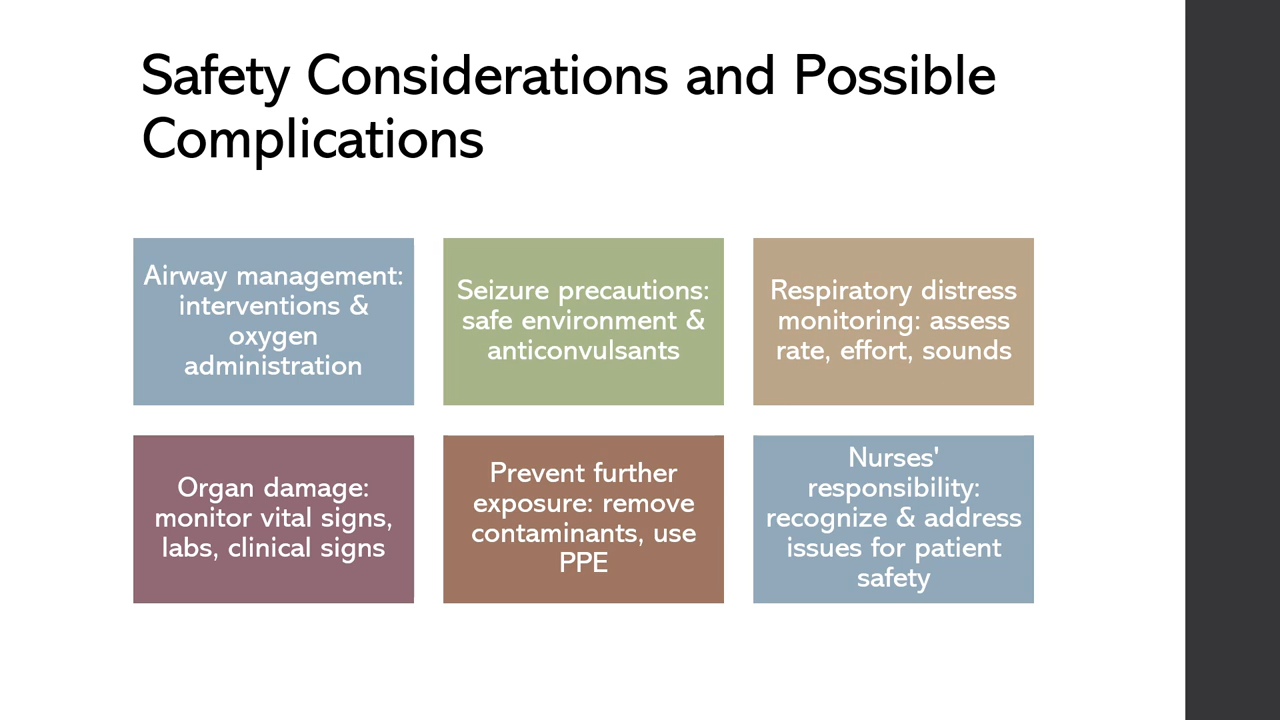 Safety Considerations and Possible
Complications
Airway management:
interventions &
oxygen
administration
Seizure precautions:
safe environment &
anticonvulsants
Respiratory distress
monitoring: assess
rate, effort, sounds
Organ damage:
monitor vital signs,
labs, clinical signs
Prevent further
exposure: remove
contaminants, use
PPE
Nurses'
responsibility:
recognize & address
issues for patient
safety